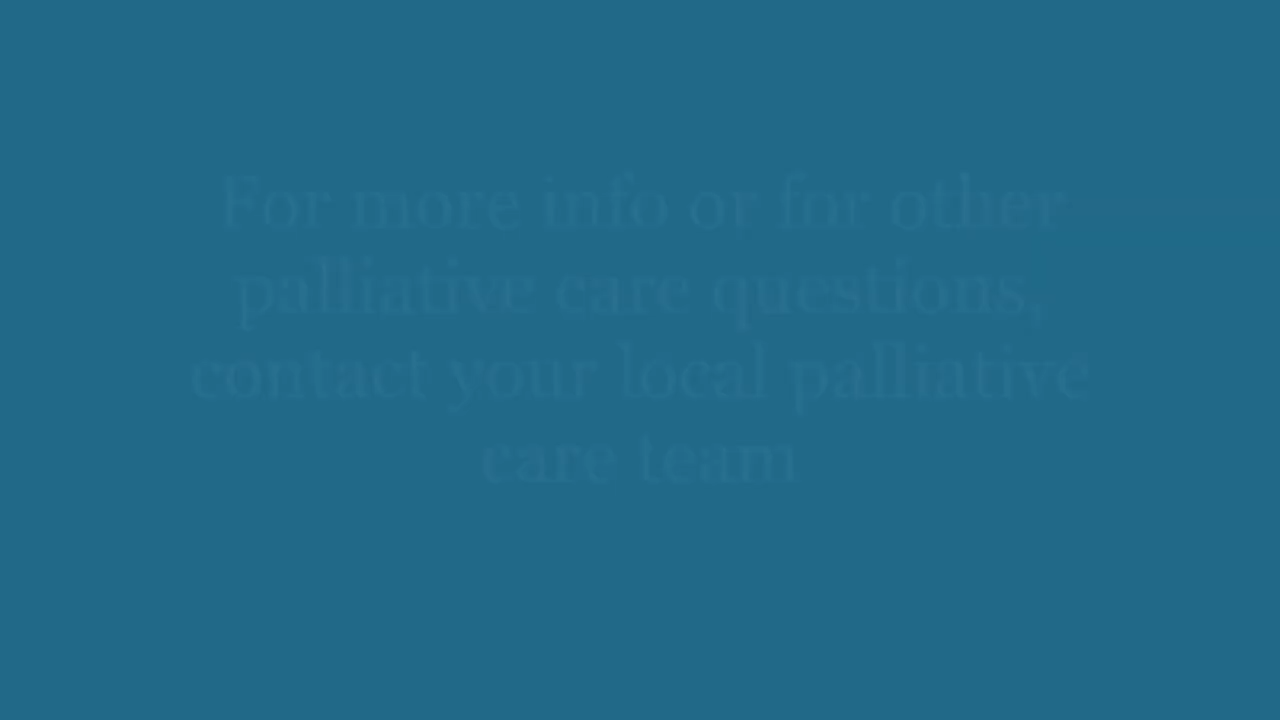 For more info or for other
palliative care questions,
contact your local palliative
care team